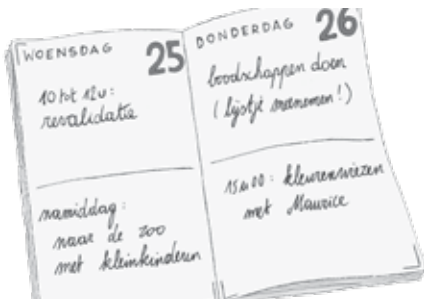 WOENSDAG 25
10 tot 12u:
revalidatie
namiddag:
naar de zoo
met kleinkinderen
DONDERDAG 26
boodschappen doen
(lijstje meenemen!)
15u00: kleurenwiezen
met Maurice